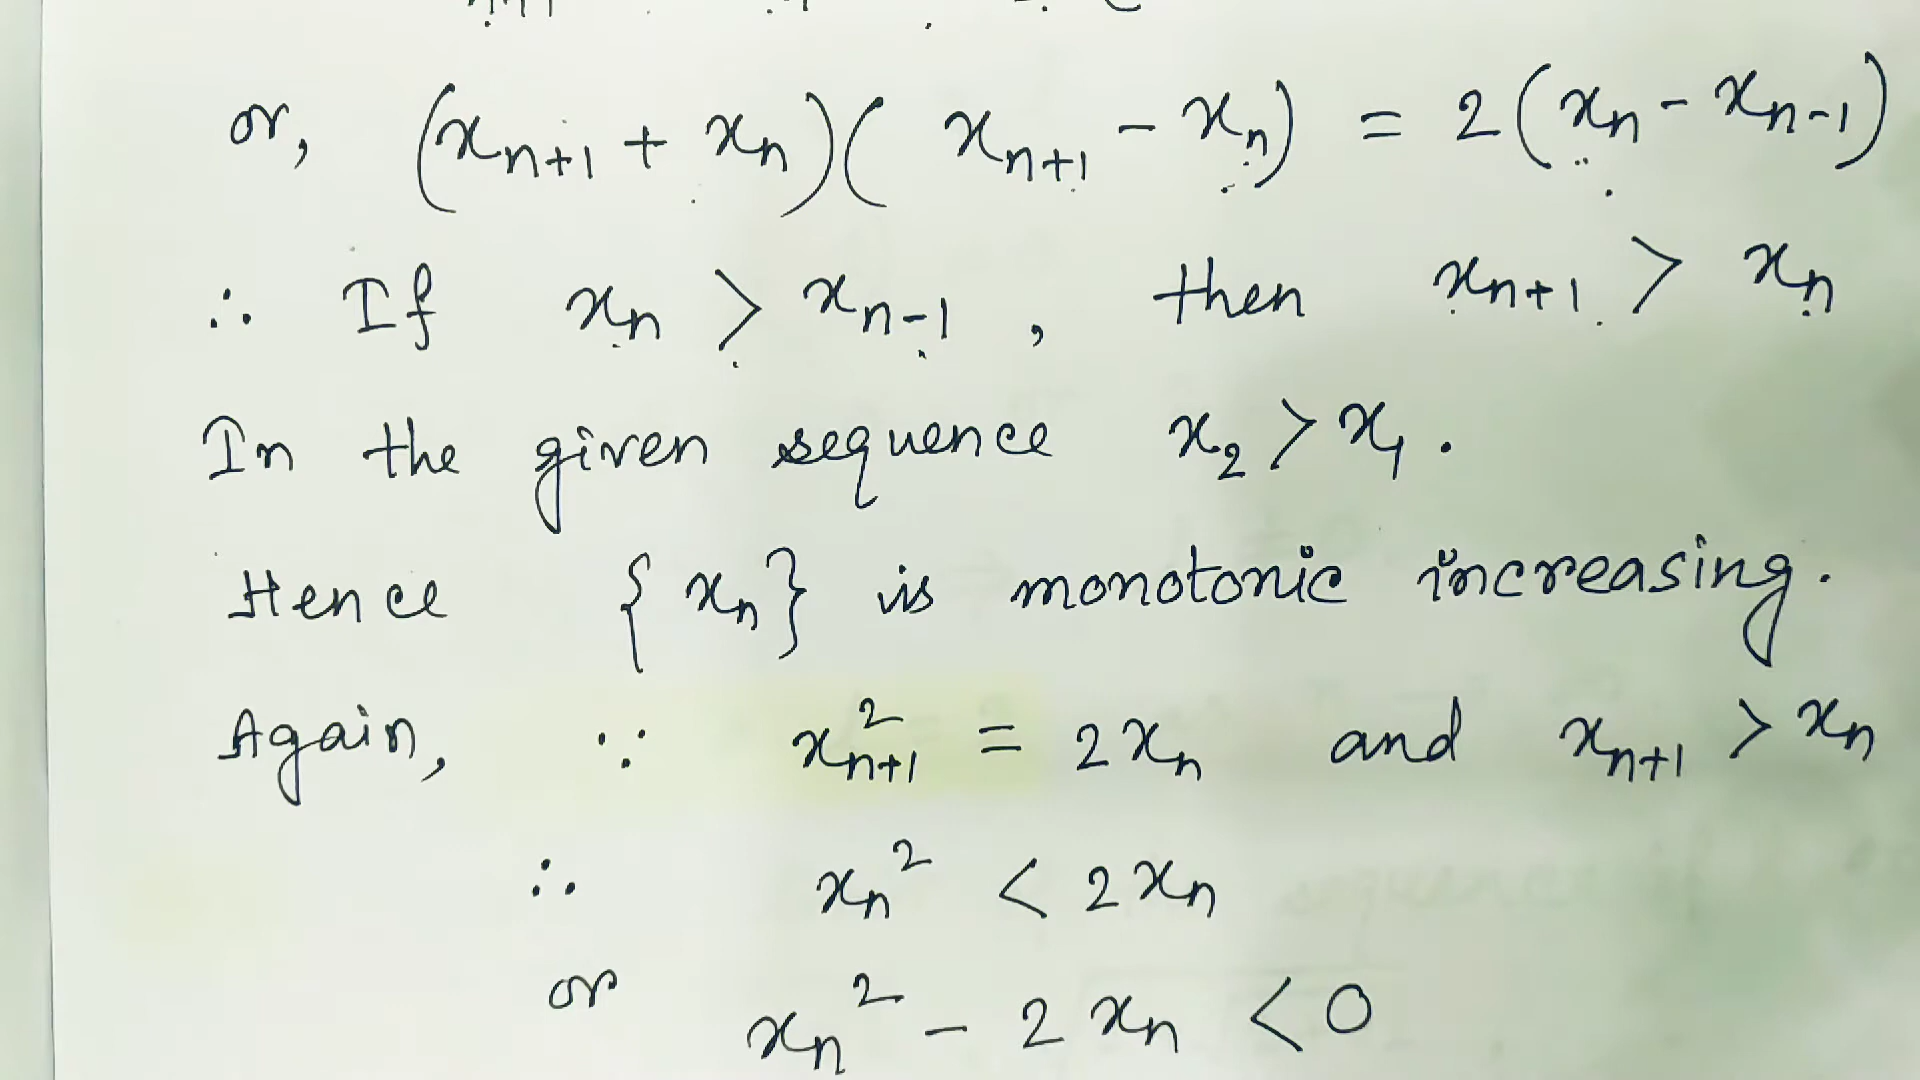 or, (xₙ₊₁ + xₙ)(xₙ₊₁ - xₙ) = 2(xₙ - xₙ₋₁)
∴ If xₙ > xₙ₋₁, then xₙ₊₁ > xₙ
In the given sequence x₂ > x₁.
Hence {xₙ} is monotonic increasing.
Again, ∵ xₙ₊₁² = 2xₙ and xₙ₊₁ > xₙ
∴ xₙ² < 2xₙ
or xₙ² - 2xₙ < 0